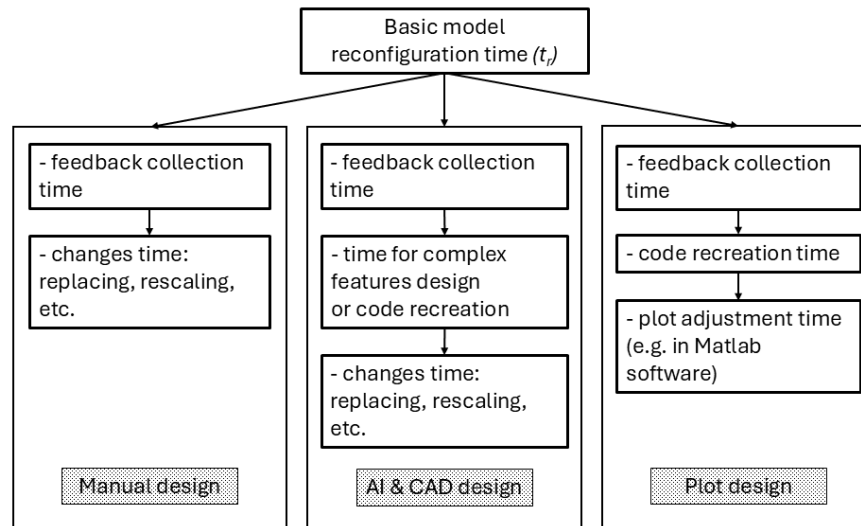 Basic model
reconfiguration time (tᵣ)
- feedback collection
time
- changes time:
replacing, rescaling,
etc.
Manual design
- feedback collection
time
- time for complex
features design
or code recreation
- changes time:
replacing, rescaling,
etc.
AI & CAD design
- feedback collection
time
- code recreation time
- plot adjustment time
(e.g. in Matlab
software)
Plot design